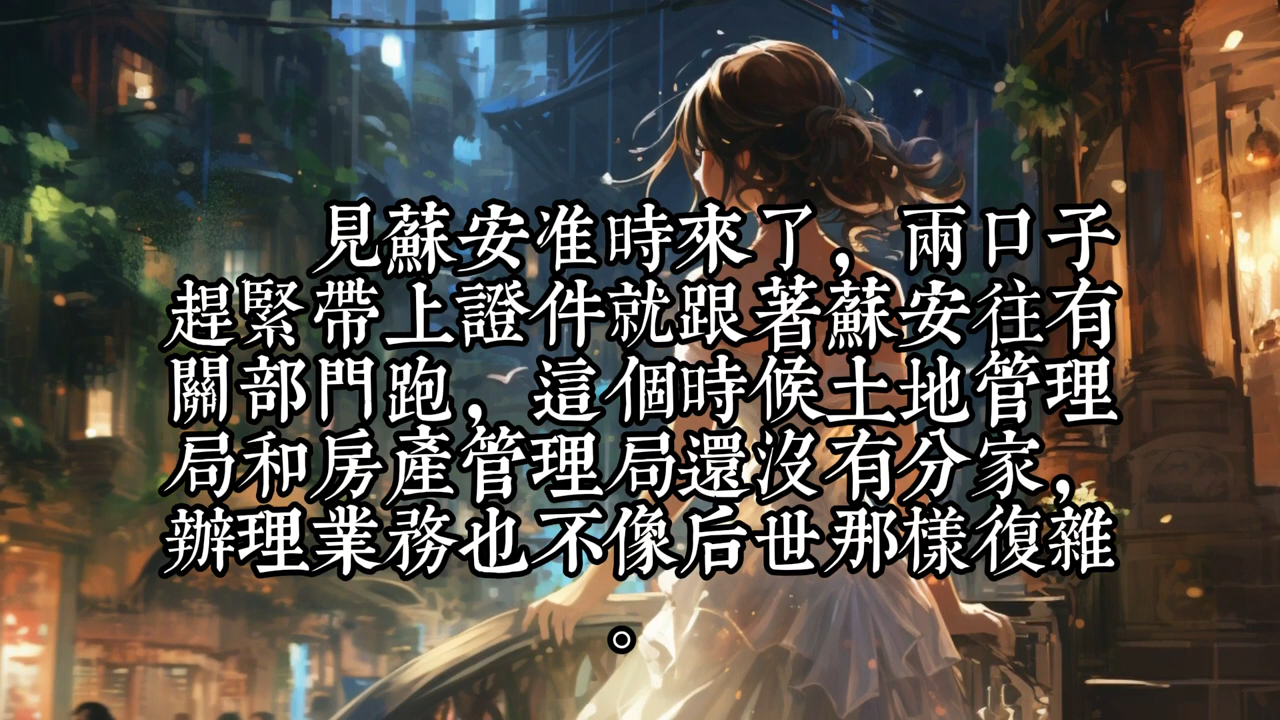 見蘇安准時來了，兩口子
趕緊帶上證件就跟著蘇安往有
關部門跑，這個時候土地管理
局和房產管理局還沒有分家，
辦理業務也不像后世那樣復雜
。